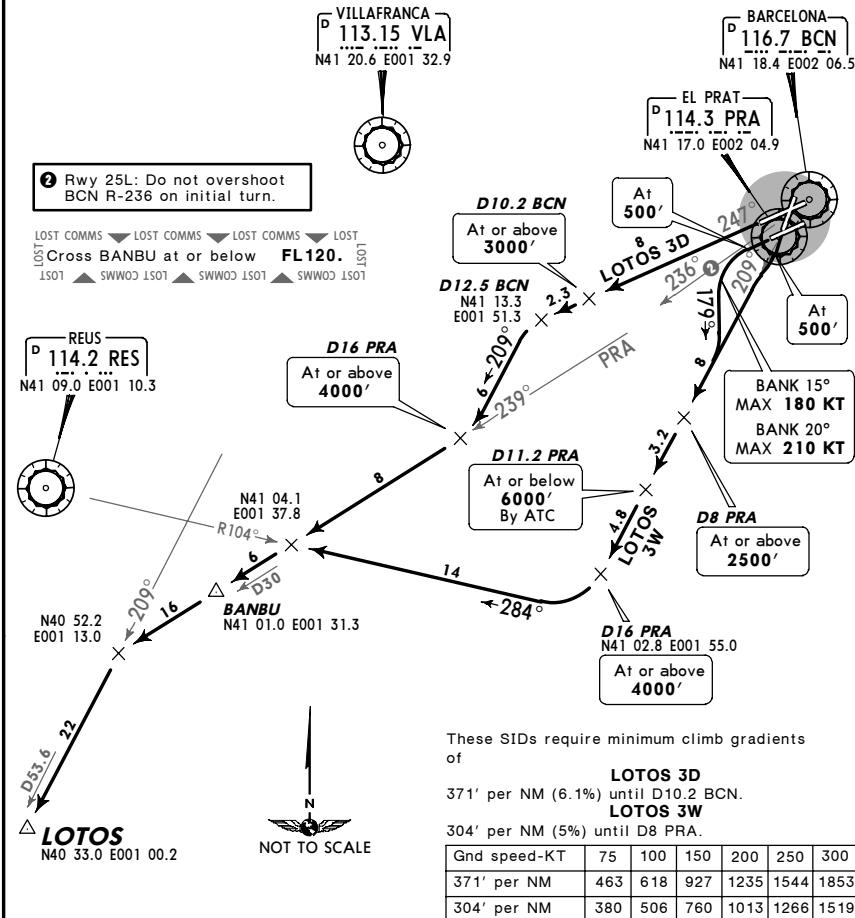 VILLAFRANCA
D 113.15 VLA
N41 20.6 E001 32.9
BARCELONA
D 116.7 BCN
N41 18.4 E002 06.5
EL PRAT
D 114.3 PRA
N41 17.0 E002 04.9
2 Rwy 25L: Do not overshoot
BCN R-236 on initial turn.
LOST COMMS LOST COMMS LOST COMMS LOST
LOST Cross BANBU at or below FL120. LOST
LOST COMMS LOST COMMS LOST COMMS LOST
REUS
D 114.2 RES
N41 09.0 E001 10.3
D10.2 BCN
At or above
3000'
At
500'
247°
8
LOTOS 3D
236°
2
209°
D12.5 BCN
N41 13.3
E001 51.3
2.3
179°
At
500'
209°
6
PRA
239°
D16 PRA
At or above
4000'
8
BANK 15°
MAX 180 KT
BANK 20°
MAX 210 KT
D11.2 PRA
At or below
6000'
By ATC
3.2
D8 PRA
At or above
2500'
4.8
LOTOS
3W
N41 04.1
E001 37.8
8
R104°
6
D30
14
284°
BANBU
N41 01.0 E001 31.3
D16 PRA
N41 02.8 E001 55.0
At or above
4000'
209°
16
N40 52.2
E001 13.0
22
D53.6
LOTOS
N40 33.0 E001 00.2
N
NOT TO SCALE
These SIDs require minimum climb gradients
of
LOTOS 3D
371' per NM (6.1%) until D10.2 BCN.
LOTOS 3W
304' per NM (5%) until D8 PRA.
Gnd speed-KT 75 100 150 200 250 300
371' per NM 463 618 927 1235 1544 1853
304' per NM 380 506 760 1013 1266 1519